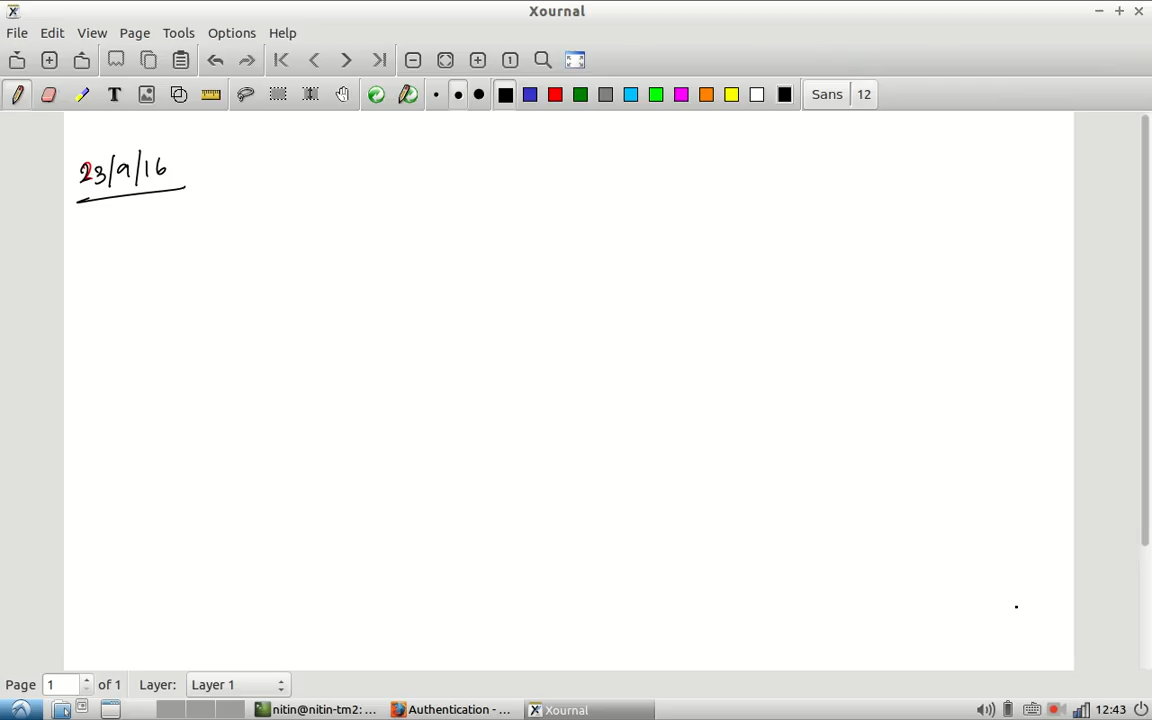 Xournal
File Edit View Page Tools Options Help
Sans 12
23/9/16
Page 1 of 1 Layer: Layer 1
nitin@nitin-tm2: ... Authentication - ... Xournal 12:43